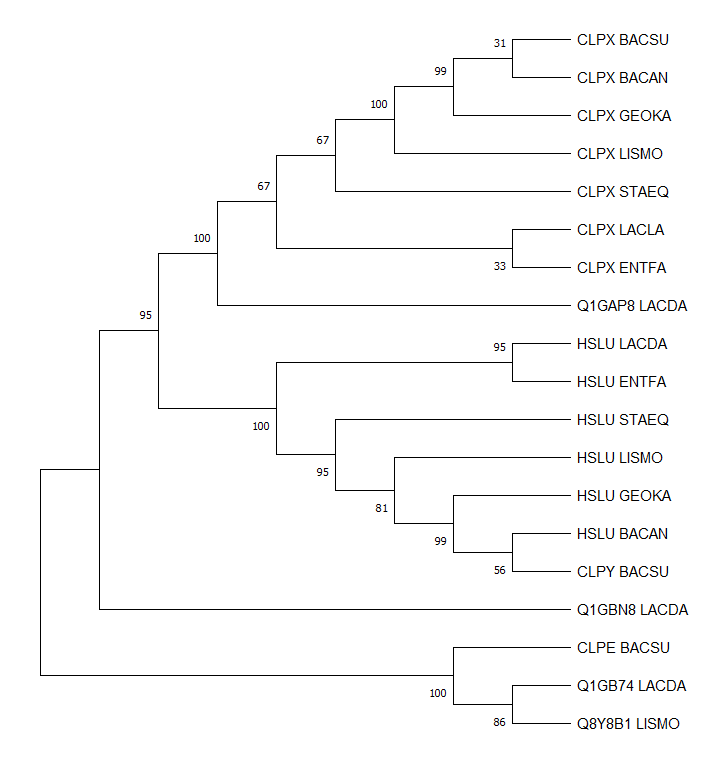 31
CLPX BACSU
99
CLPX BACAN
100
CLPX GEOKA
67
CLPX LISMO
67
CLPX STAEQ
100
CLPX LACLA
33
CLPX ENTFA
95
Q1GAP8 LACDA
95
HSLU LACDA
HSLU ENTFA
100
HSLU STAEQ
95
HSLU LISMO
81
HSLU GEOKA
99
HSLU BACAN
56
CLPY BACSU
Q1GBN8 LACDA
CLPE BACSU
100
Q1GB74 LACDA
86
Q8Y8B1 LISMO